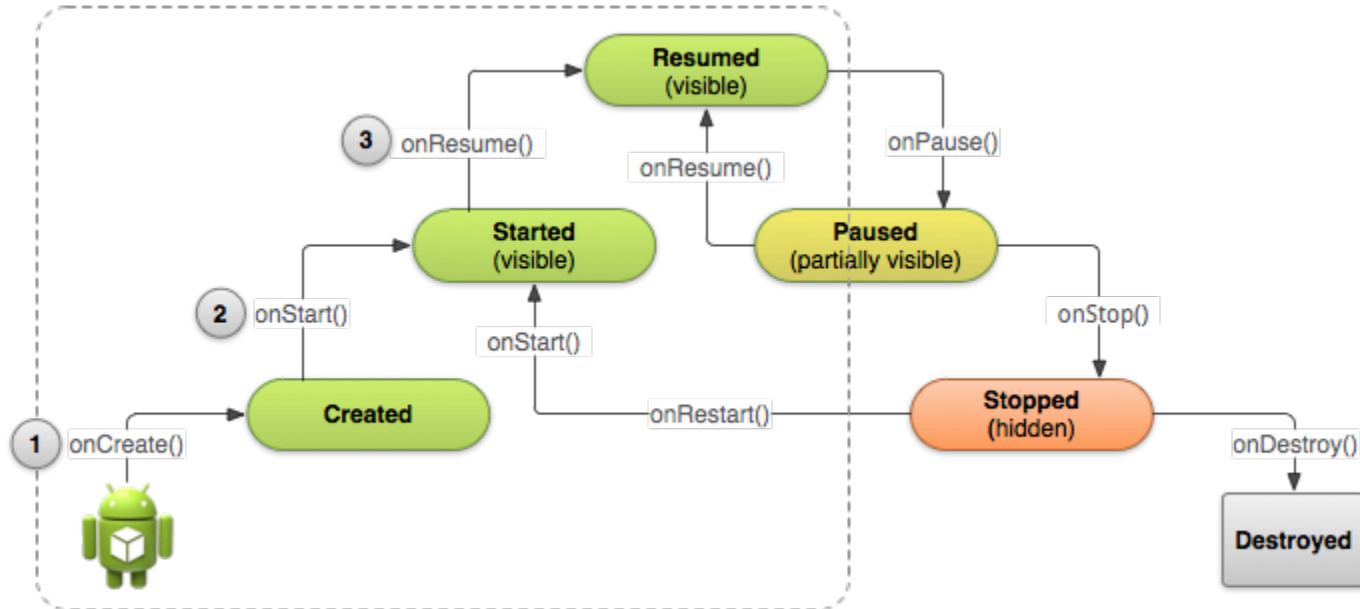 Resumed
(visible)
3
onResume()
onPause()
onResume()
Started
(visible)
Paused
(partially visible)
2
onStart()
onStop()
onStart()
Created
onRestart()
Stopped
(hidden)
1
onCreate()
onDestroy()
Destroyed